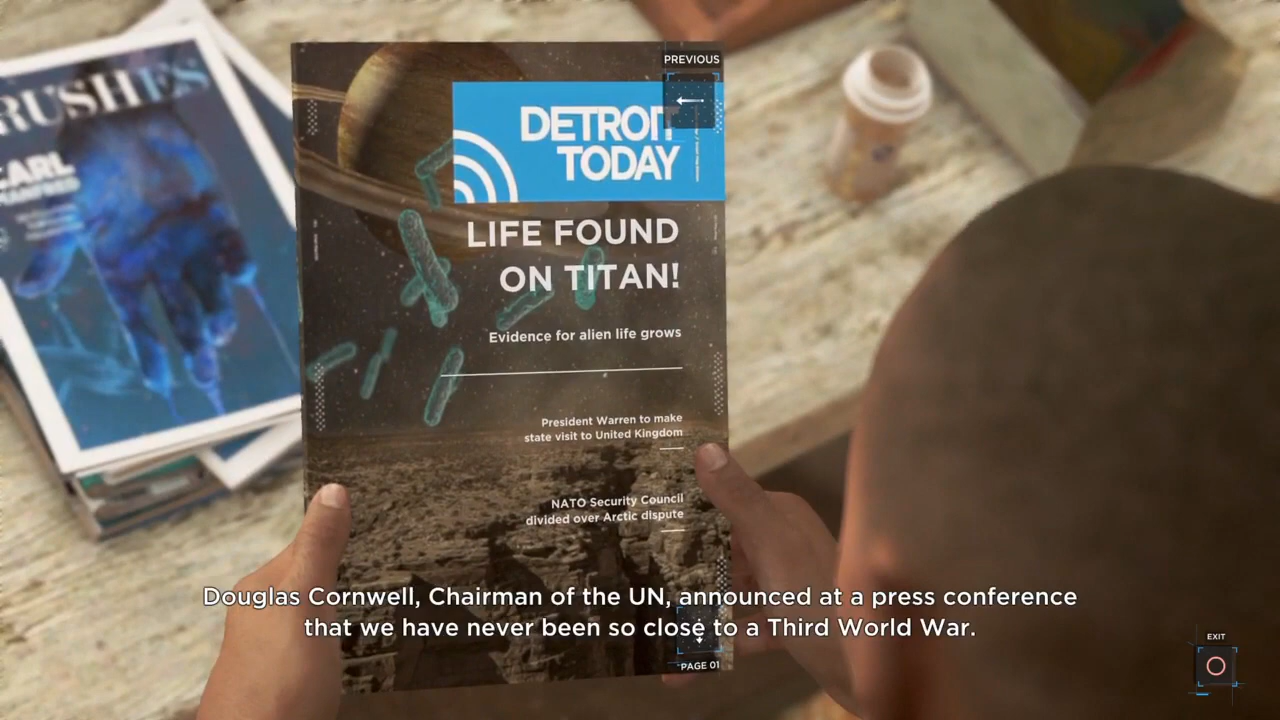 PREVIOUS
DETROIT
TODAY
LIFE FOUND
ON TITAN!
Evidence for alien life grows
President Warren to make
state visit to United Kingdom
NATO Security Council
divided over Arctic dispute
RUSHES
CARL
MANFRED
Douglas Cornwell, Chairman of the UN, announced at a press conference
that we have never been so close to a Third World War.
PAGE 01
EXIT